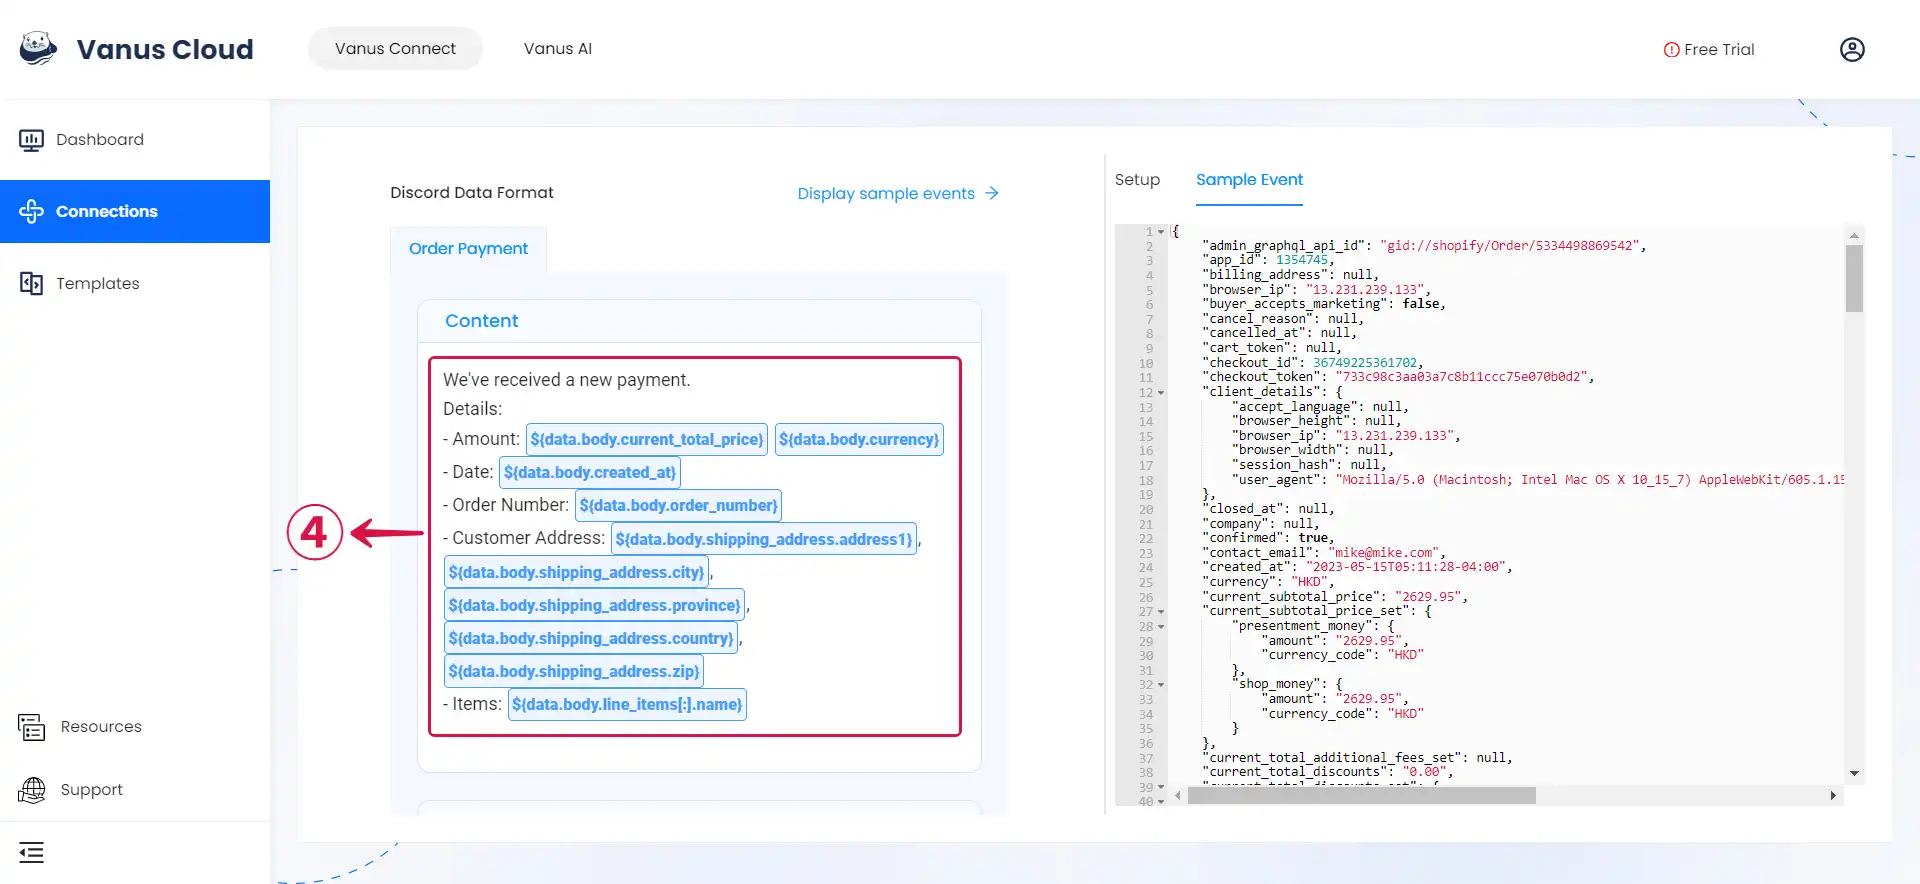 Vanus Cloud
Vanus Connect
Vanus AI
Free Trial
Dashboard
Connections
Templates
Resources
Support
Discord Data Format
Display sample events →
Order Payment
Content
We've received a new payment.
Details:
- Amount: ${data.body.current_total_price} ${data.body.currency}
- Date: ${data.body.created_at}
- Order Number: ${data.body.order_number}
- Customer Address: ${data.body.shipping_address.address1},
${data.body.shipping_address.city},
${data.body.shipping_address.province},
${data.body.shipping_address.country},
${data.body.shipping_address.zip}
- Items: ${data.body.line_items[:].name}
4
Setup
Sample Event
1 {
2 "admin_graphql_api_id": "gid://shopify/Order/5334498869542",
3 "app_id": 1354745,
4 "billing_address": null,
5 "browser_ip": "13.231.239.133",
6 "buyer_accepts_marketing": false,
7 "cancel_reason": null,
8 "cancelled_at": null,
9 "cart_token": null,
10 "checkout_id": 36749225361702,
11 "checkout_token": "733c98c3aa03a7c8b11ccc75e070b0d2",
12 "client_details": {
13 "accept_language": null,
14 "browser_height": null,
15 "browser_ip": "13.231.239.133",
16 "browser_width": null,
17 "session_hash": null,
18 "user_agent": "Mozilla/5.0 (Macintosh; Intel Mac OS X 10_15_7) AppleWebKit/605.1.15
19 },
20 "closed_at": null,
21 "company": null,
22 "confirmed": true,
23 "contact_email": "mike@mike.com",
24 "created_at": "2023-05-15T05:11:28-04:00",
25 "currency": "HKD",
26 "current_subtotal_price": "2629.95",
27 "current_subtotal_price_set": {
28 "presentment_money": {
29 "amount": "2629.95",
30 "currency_code": "HKD"
31 },
32 "shop_money": {
33 "amount": "2629.95",
34 "currency_code": "HKD"
35 }
36 },
37 "current_total_additional_fees_set": null,
38 "current_total_discounts": "0.00",
39 "current_total_discounts_set": {
40